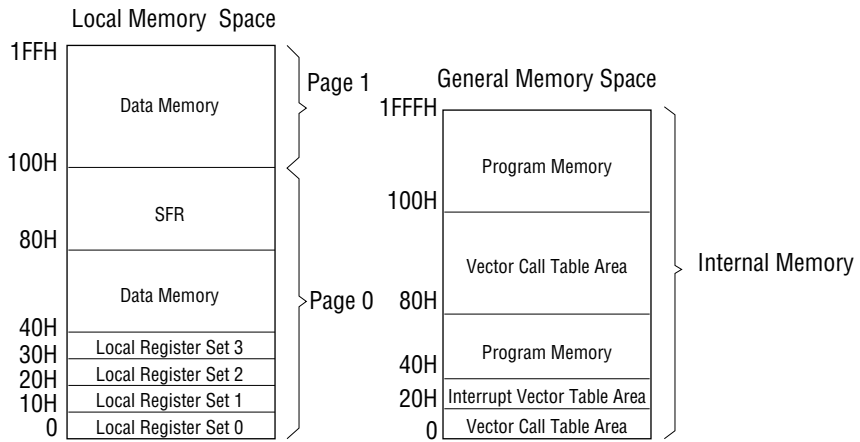 Local Memory Space
1FFH
Data Memory
Page 1
100H
SFR
80H
Data Memory
Page 0
40H
Local Register Set 3
30H
Local Register Set 2
20H
Local Register Set 1
10H
Local Register Set 0
0
General Memory Space
1FFFH
Program Memory
100H
Vector Call Table Area
Internal Memory
80H
Program Memory
40H
Interrupt Vector Table Area
20H
Vector Call Table Area
0